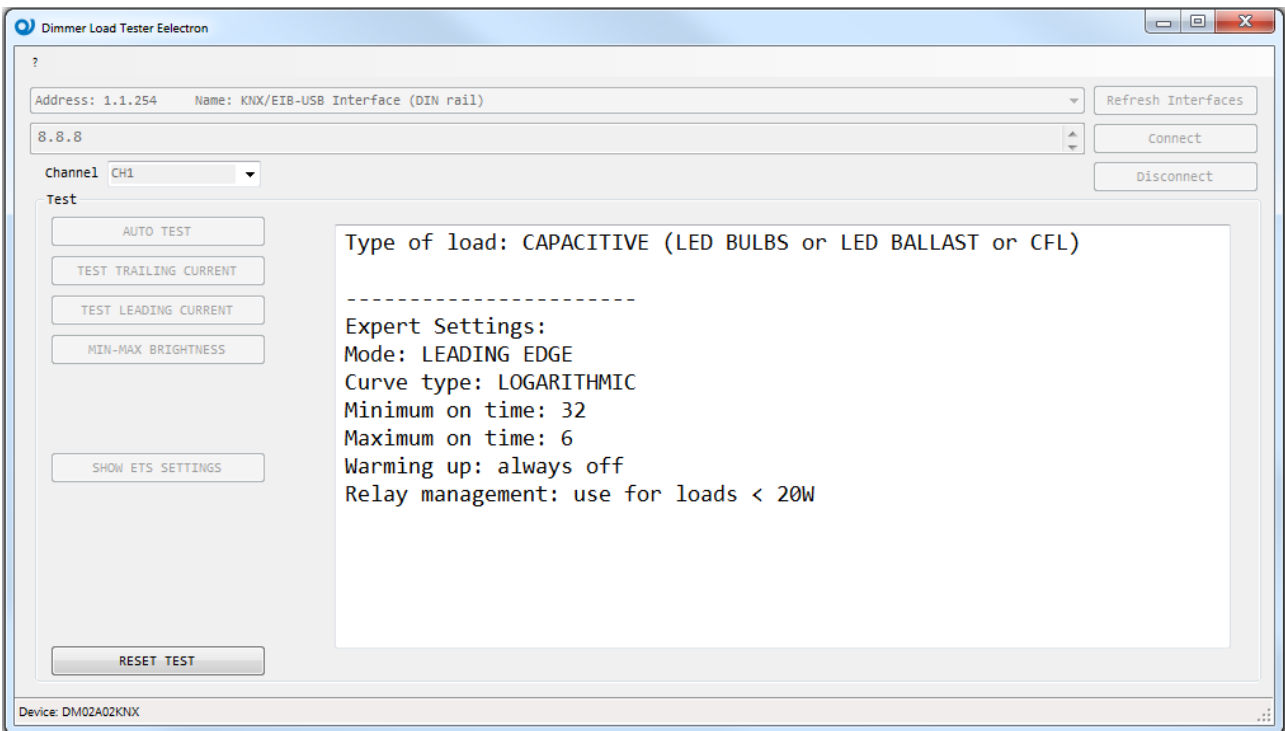 Dimmer Load Tester Eelectron
?
Address: 1.1.254 Name: KNX/EIB-USB Interface (DIN rail)
Refresh Interfaces
8.8.8
Connect
Channel CH1
Disconnect
Test
AUTO TEST
TEST TRAILING CURRENT
TEST LEADING CURRENT
MIN-MAX BRIGHTNESS
SHOW ETS SETTINGS
RESET TEST
Type of load: CAPACITIVE (LED BULBS or LED BALLAST or CFL)
-----------------------
Expert Settings:
Mode: LEADING EDGE
Curve type: LOGARITHMIC
Minimum on time: 32
Maximum on time: 6
Warming up: always off
Relay management: use for loads < 20W
Device: DM02A02KNX